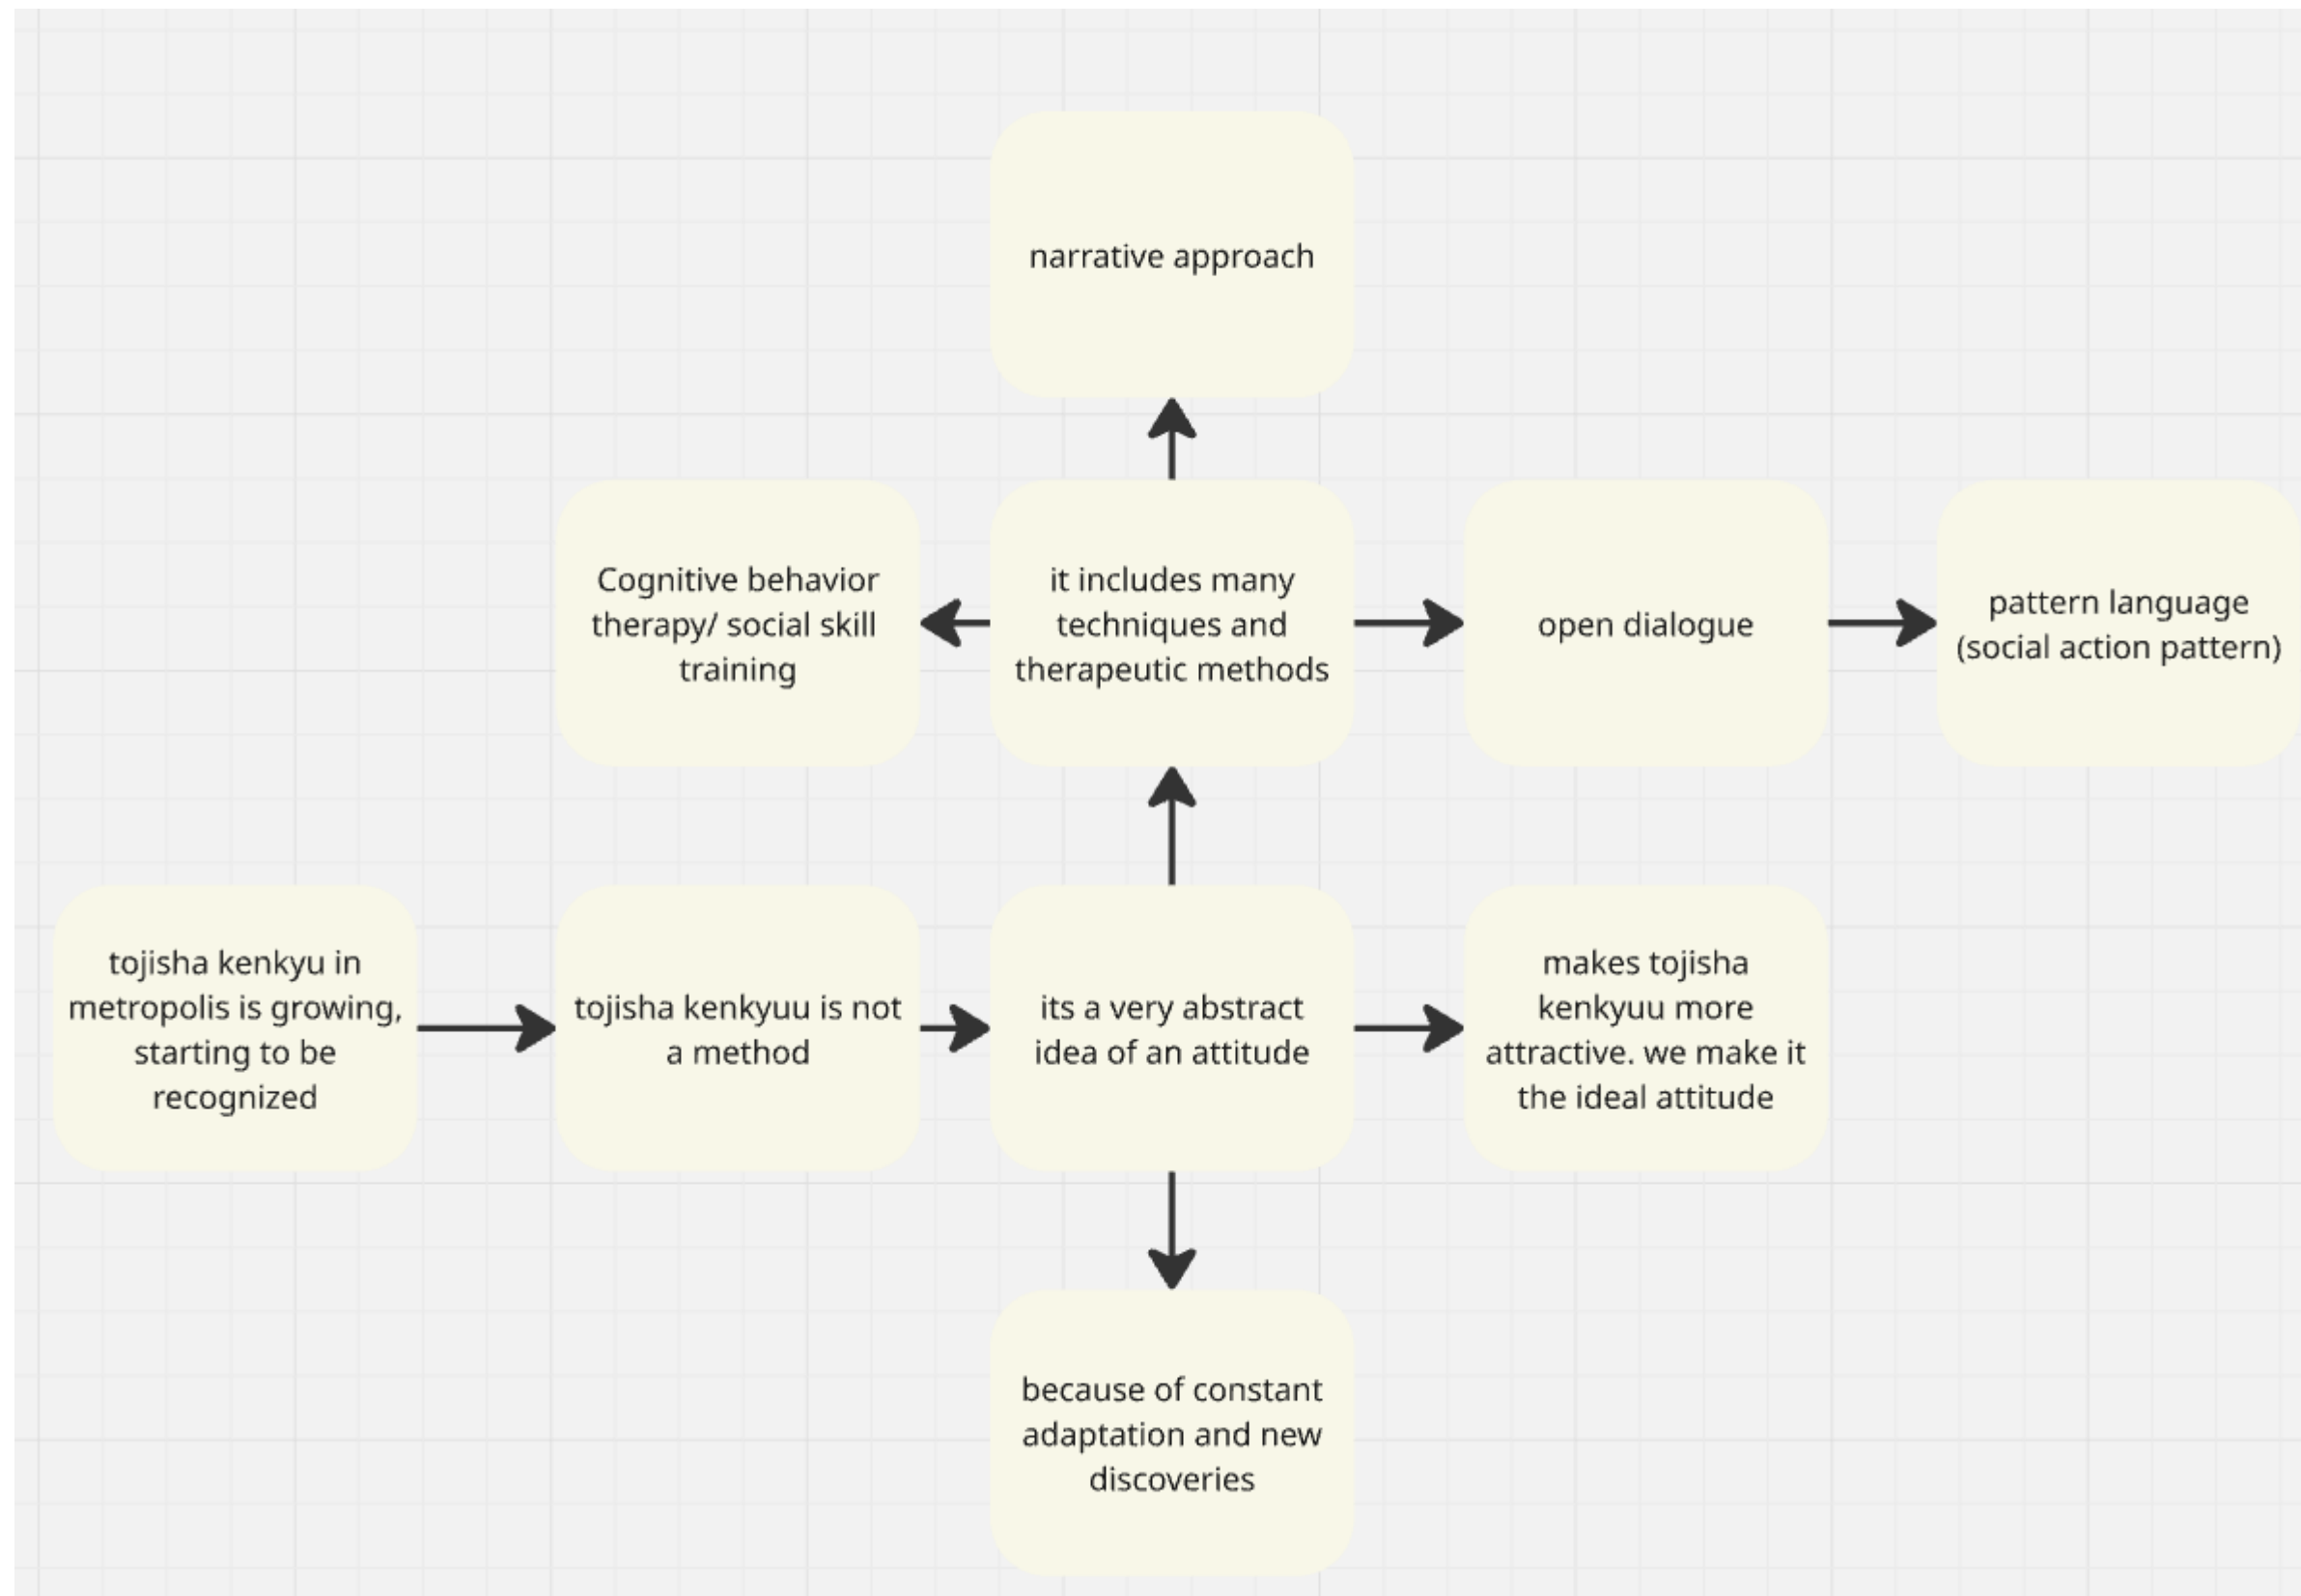 narrative approach
Cognitive behavior
therapy/ social skill
training
it includes many
techniques and
therapeutic methods
open dialogue
pattern language
(social action pattern)
tojisha kenkyu in
metropolis is growing,
starting to be
recognized
tojisha kenkyuu is not
a method
its a very abstract
idea of an attitude
makes tojisha
kenkyuu more
attractive. we make it
the ideal attitude
because of constant
adaptation and new
discoveries